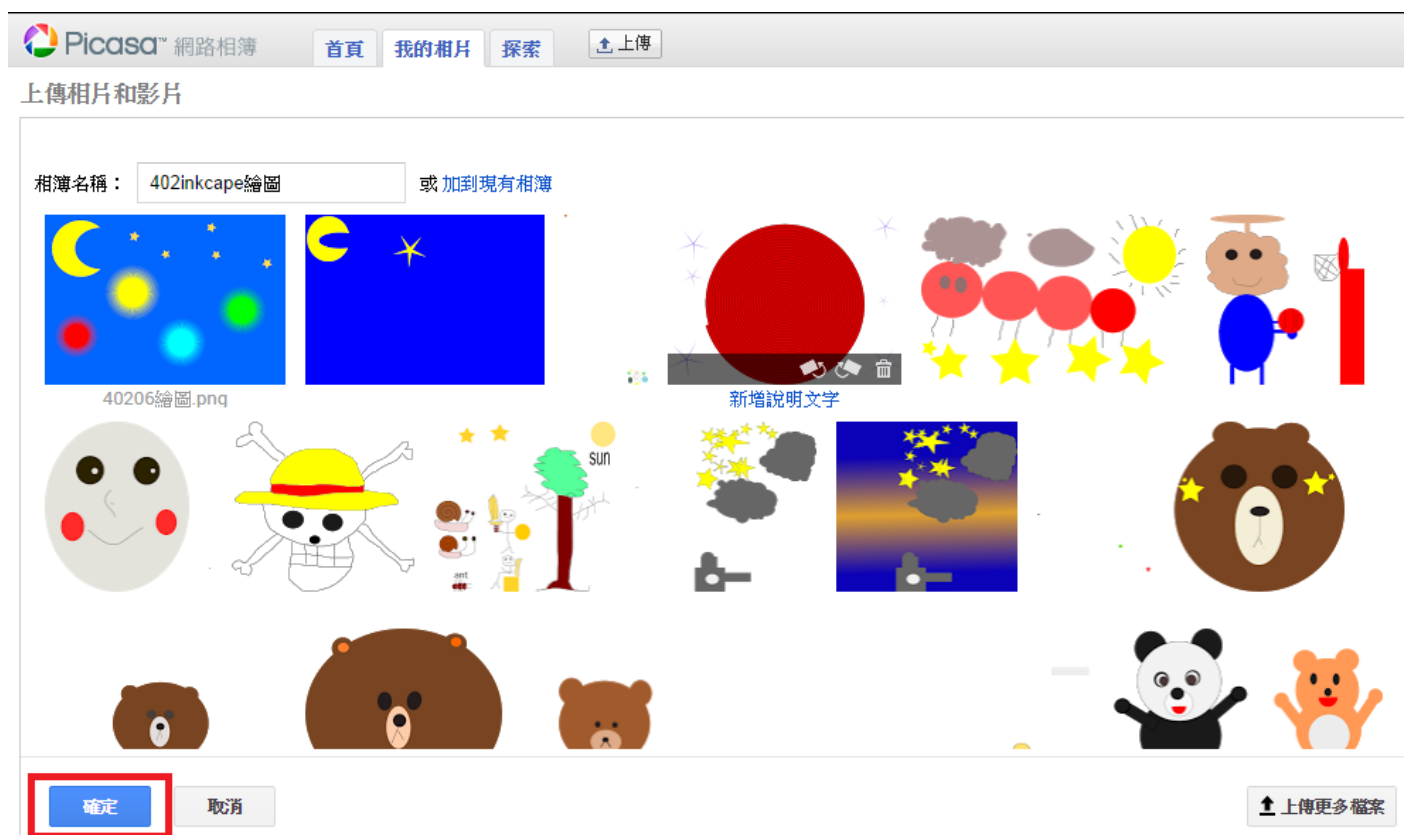 Picasa™ 網路相簿 首頁 我的相片 探索 上傳
上傳相片和影片
相簿名稱： 402inkcape繪圖 或 加到現有相簿
40206繪圖.png 新增說明文字
sun
ant
確定 取消 上傳更多檔案